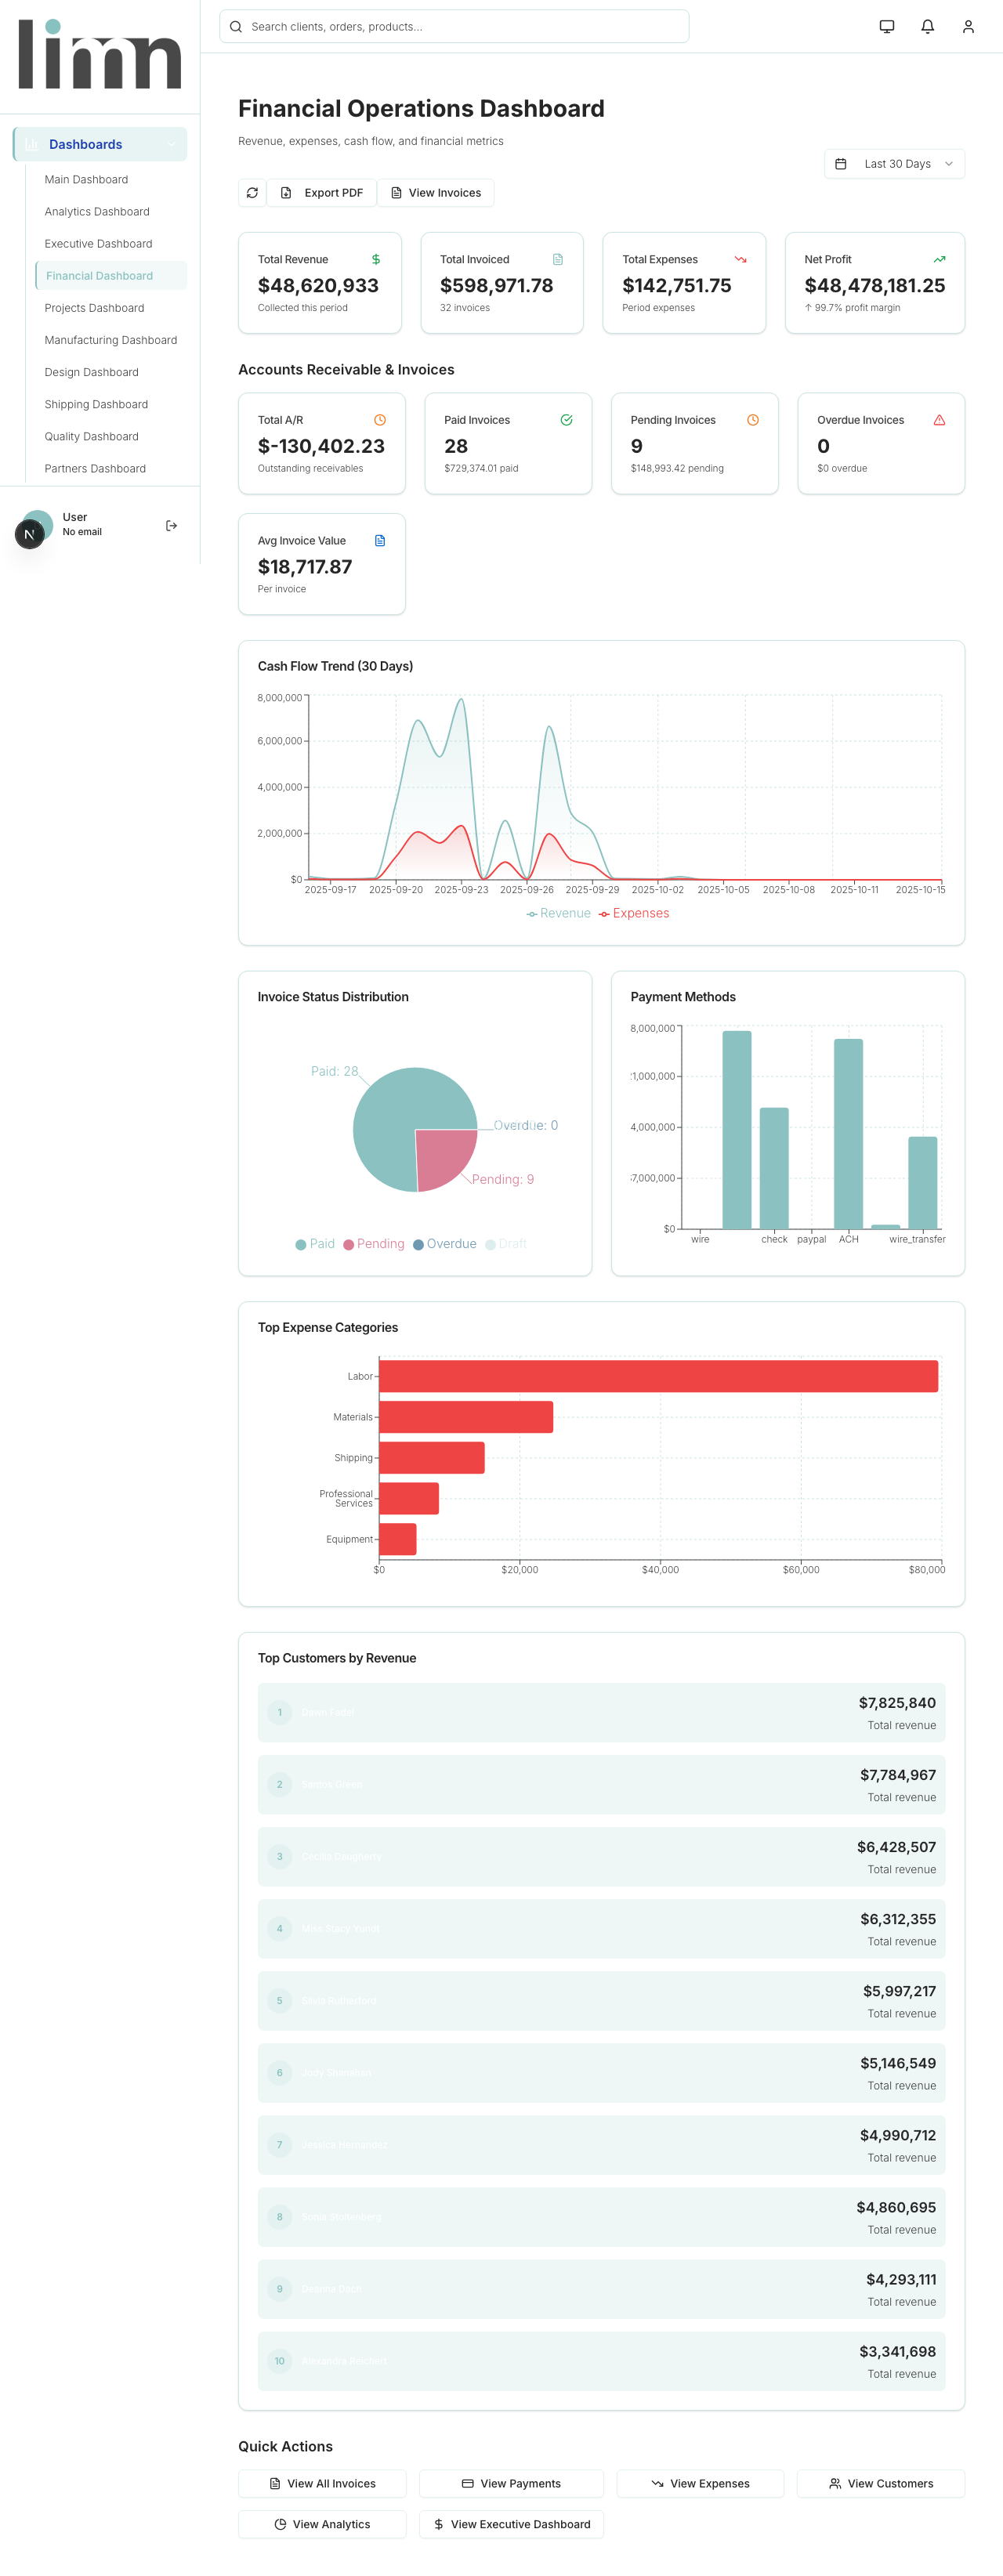 limn
Search clients, orders, products...
Dashboards
Main Dashboard
Analytics Dashboard
Executive Dashboard
Financial Dashboard
Projects Dashboard
Manufacturing Dashboard
Design Dashboard
Shipping Dashboard
Quality Dashboard
Partners Dashboard
User
No email
N
Financial Operations Dashboard
Revenue, expenses, cash flow, and financial metrics
Last 30 Days
Export PDF
View Invoices
Total Revenue
$48,620,933
Collected this period
Total Invoiced
$598,971.78
32 invoices
Total Expenses
$142,751.75
Period expenses
Net Profit
$48,478,181.25
↑ 99.7% profit margin
Accounts Receivable & Invoices
Total A/R
$-130,402.23
Outstanding receivables
Paid Invoices
28
$729,374.01 paid
Pending Invoices
9
$148,993.42 pending
Overdue Invoices
0
$0 overdue
Avg Invoice Value
$18,717.87
Per invoice
Cash Flow Trend (30 Days)
8,000,000
6,000,000
4,000,000
2,000,000
$0
2025-09-17 2025-09-20 2025-09-23 2025-09-26 2025-09-29 2025-10-02 2025-10-05 2025-10-08 2025-10-11 2025-10-15
Revenue Expenses
Invoice Status Distribution
Paid: 28
Overdue: 0
Pending: 9
Paid Pending Overdue Draft
Payment Methods
8,000,000
1,000,000
4,000,000
7,000,000
$0
wire check paypal ACH wire_transfer
Top Expense Categories
Labor
Materials
Shipping
Professional
Services
Equipment
$0 $20,000 $40,000 $60,000 $80,000
Top Customers by Revenue
1
$7,825,840
Total revenue
2
$7,784,967
Total revenue
3
$6,428,507
Total revenue
4
$6,312,355
Total revenue
5
$5,997,217
Total revenue
6
$5,146,549
Total revenue
7
$4,990,712
Total revenue
8
$4,860,695
Total revenue
9
$4,293,111
Total revenue
10
$3,341,698
Total revenue
Quick Actions
View All Invoices
View Payments
View Expenses
View Customers
View Analytics
View Executive Dashboard